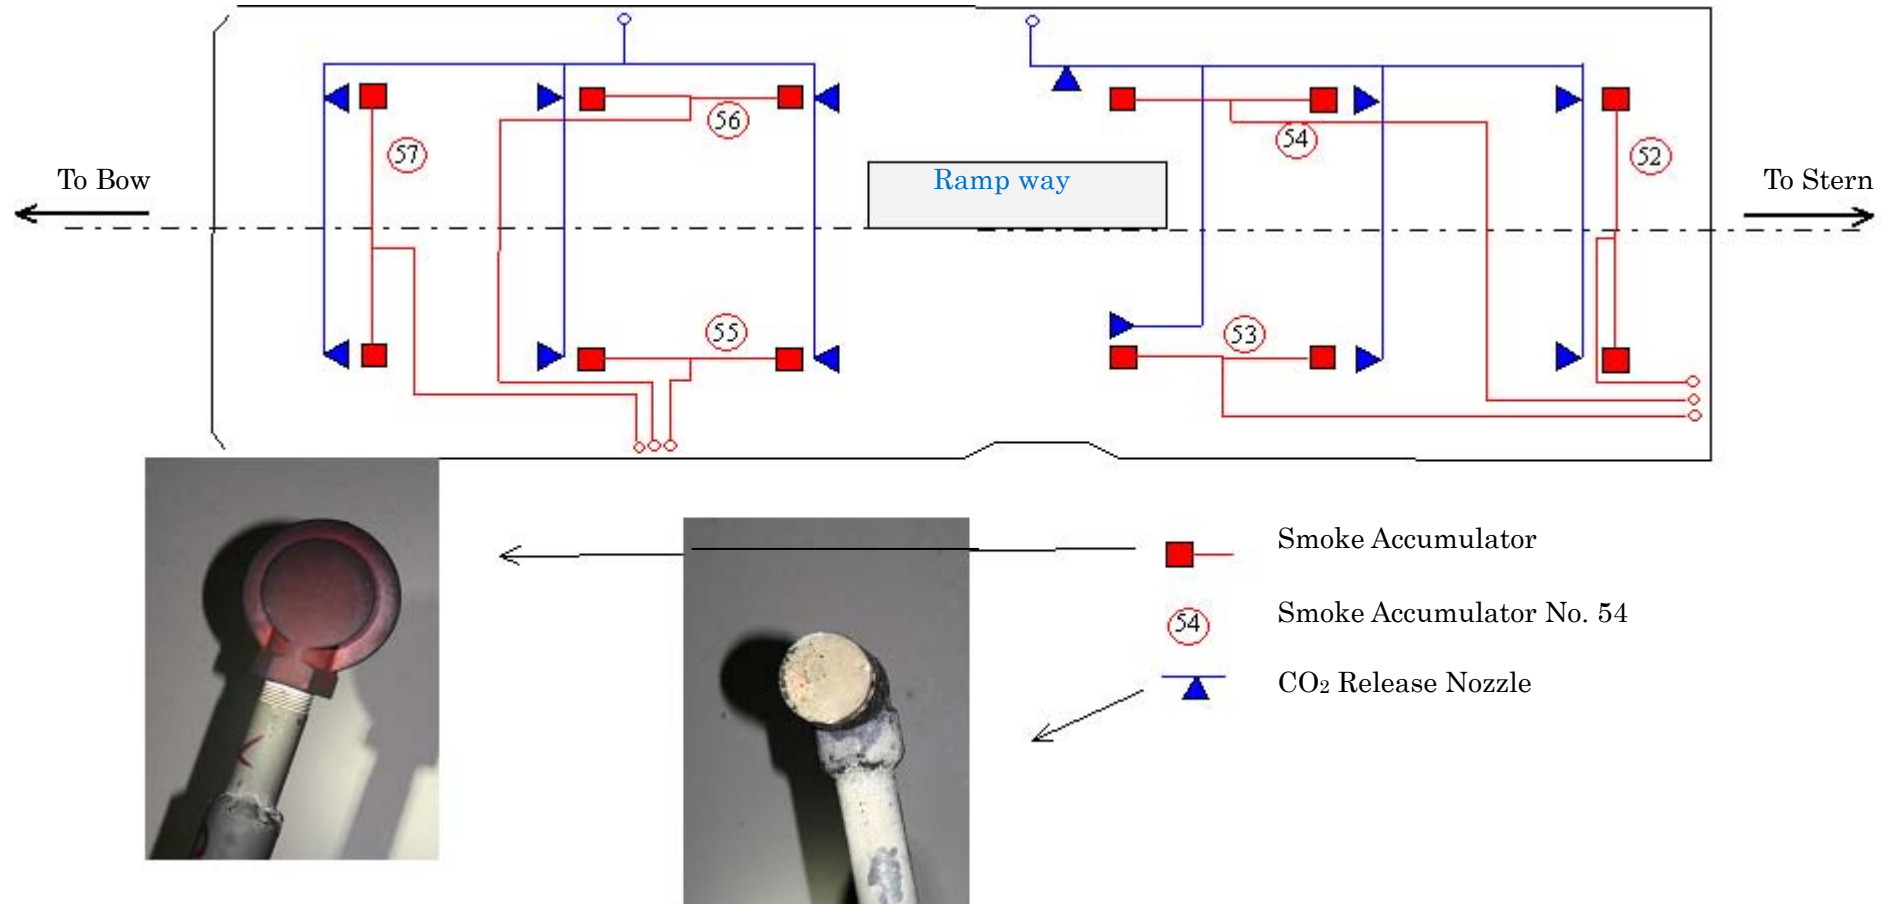 56
54
57
52
To Bow
Ramp way
To Stern
55
53
Smoke Accumulator
54
Smoke Accumulator No. 54
CO₂ Release Nozzle